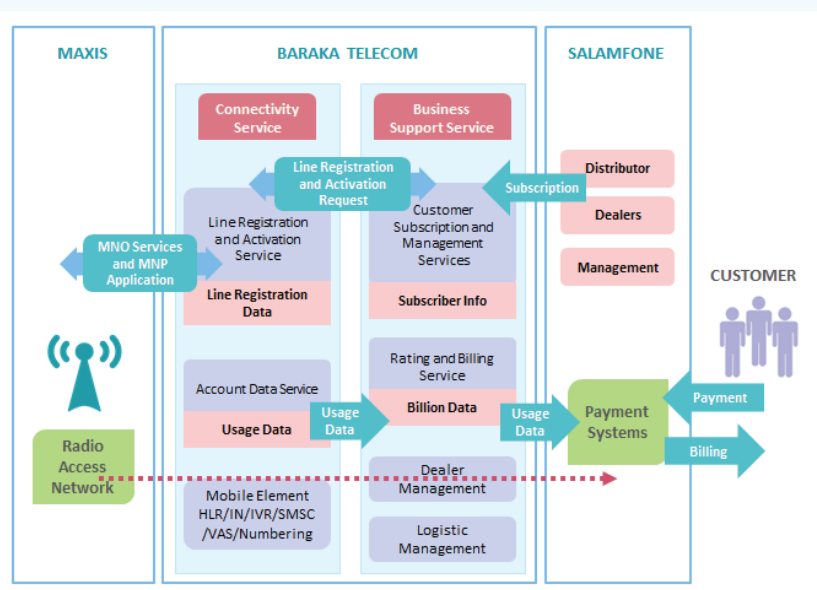 MAXIS
BARAKA TELECOM
SALAMFONE
Connectivity
Service
Business
Support Service
Line Registration
and Activation
Request
Subscription
Distributor
Dealers
Management
Line Registration
and Activation
Service
Customer
Subscription and
Management
Services
MNO Services
and MNP
Application
Line Registration
Data
Subscriber Info
CUSTOMER
Account Data Service
Usage Data
Usage
Data
Rating and Billing
Service
Billion Data
Usage
Data
Payment
Systems
Payment
Billing
Radio
Access
Network
Mobile Element
HLR/IN/IVR/SMSC
/VAS/Numbering
Dealer
Management
Logistic
Management